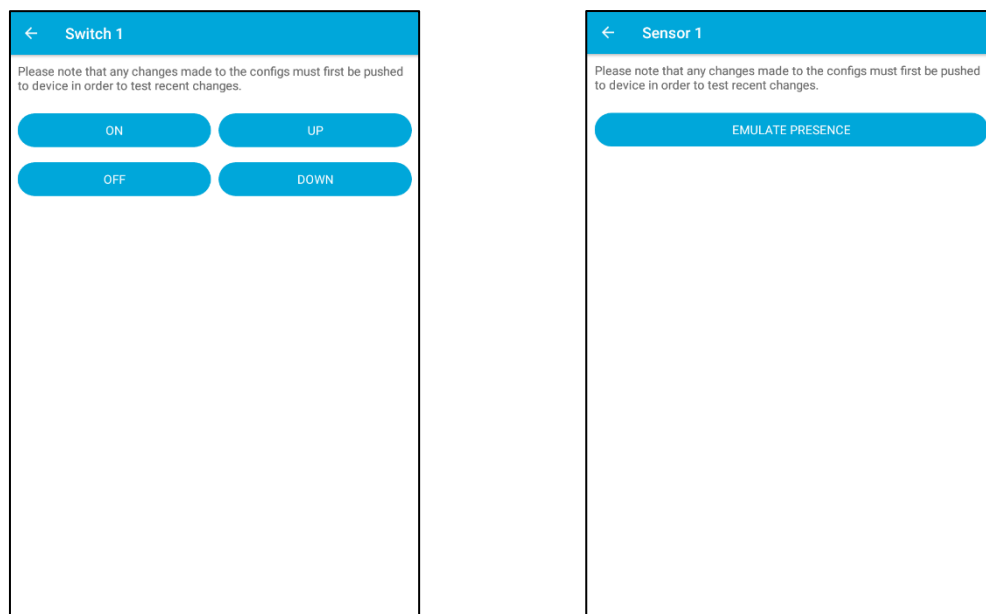 Switch 1
Please note that any changes made to the configs must first be pushed
to device in order to test recent changes.
ON
UP
OFF
DOWN
Sensor 1
Please note that any changes made to the configs must first be pushed
to device in order to test recent changes.
EMULATE PRESENCE